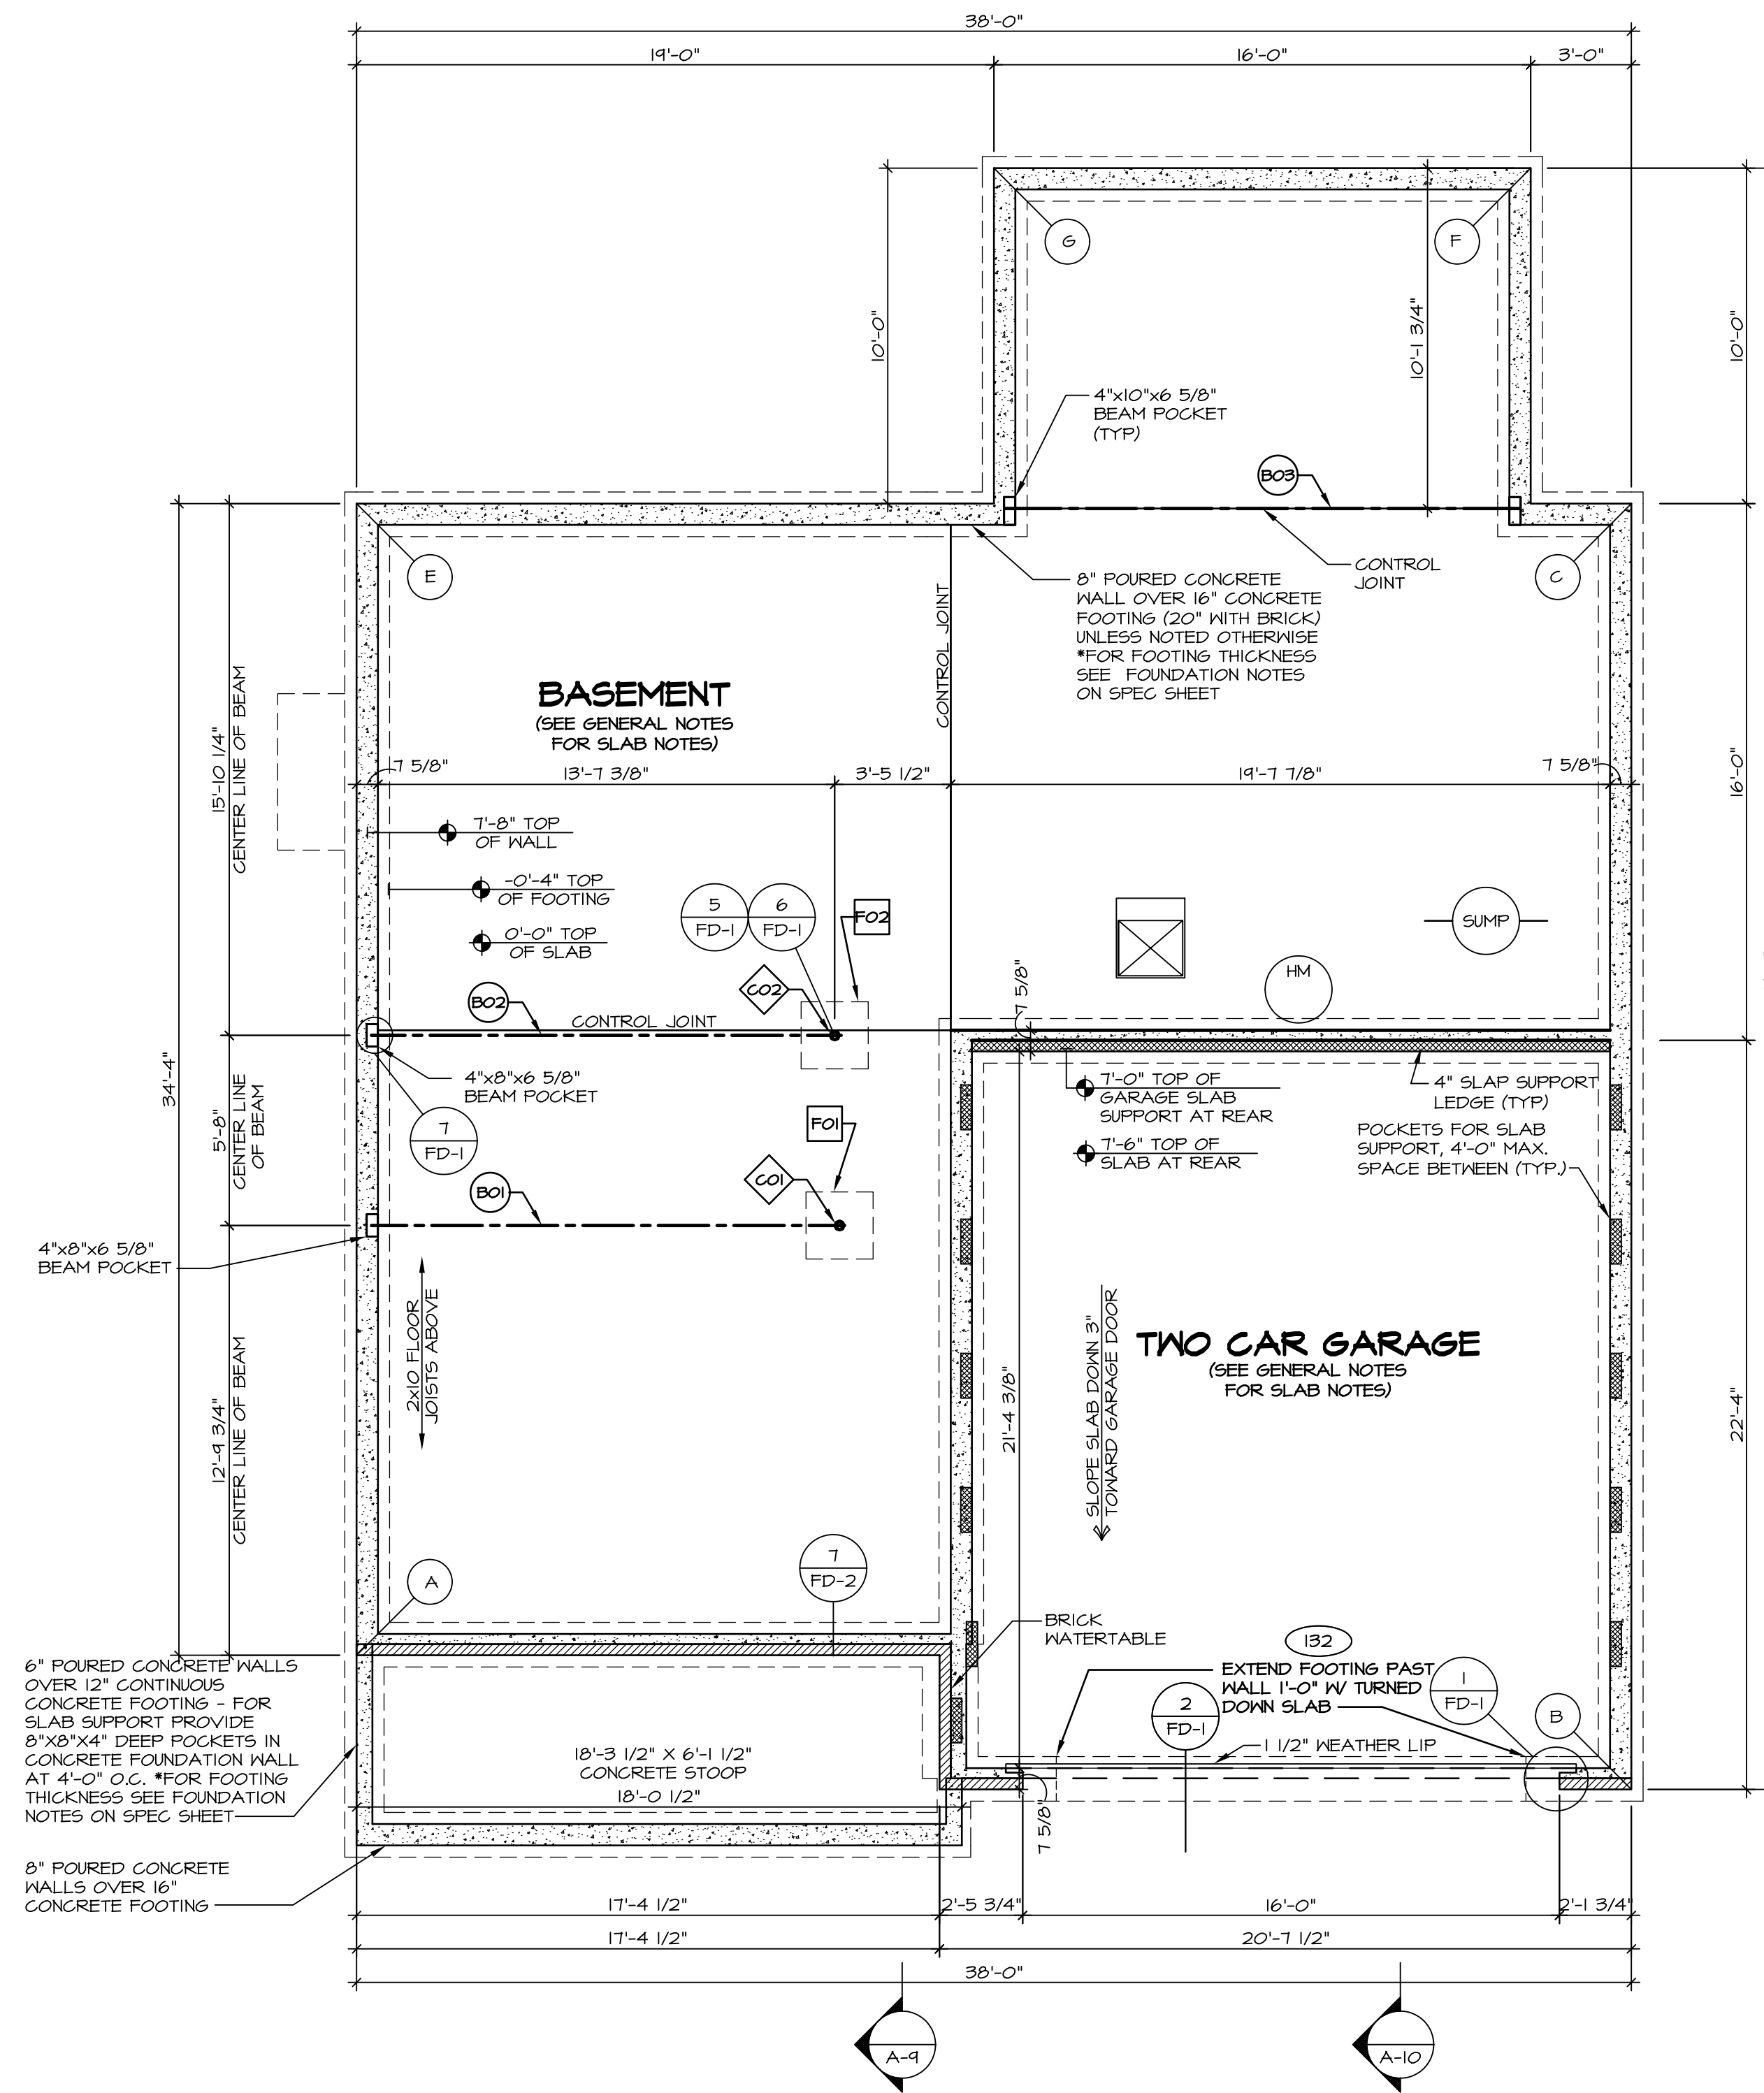 38'-0"
19'-0"
16'-0"
3'-0"
G
F
10'-0"
10'-1 3/4"
10'-0"
4"x10"x6 5/8"
BEAM POCKET
(TYP)
B03
E
C
CONTROL
JOINT
8" POURED CONCRETE
WALL OVER 16" CONCRETE
FOOTING (20" WITH BRICK)
UNLESS NOTED OTHERWISE
*FOR FOOTING THICKNESS
SEE FOUNDATION NOTES
ON SPEC SHEET
CONTROL JOINT
BASEMENT
(SEE GENERAL NOTES
FOR SLAB NOTES)
15'-10 1/4"
CENTER LINE OF BEAM
7 5/8"
13'-7 3/8"
3'-5 1/2"
19'-7 7/8"
7 5/8"
16'-0"
7'-8" TOP
OF WALL
-0'-4" TOP
OF FOOTING
0'-0" TOP
OF SLAB
5
FD-1
6
FD-1
F02
SUMP
HM
C02
B02
CONTROL JOINT
7 5/8"
34'-4"
5'-8"
CENTER LINE
OF BEAM
4"x8"x6 5/8"
BEAM POCKET
7
FD-1
F01
C01
B01
7'-0" TOP OF
GARAGE SLAB
SUPPORT AT REAR
7'-6" TOP OF
SLAB AT REAR
4" SLAP SUPPORT
LEDGE (TYP)
POCKETS FOR SLAB
SUPPORT, 4'-0" MAX.
SPACE BETWEEN (TYP.)
4"x8"x6 5/8"
BEAM POCKET
2x10 FLOOR
JOISTS ABOVE
12'-9 3/4"
CENTER LINE OF BEAM
21'-4 3/8"
SLOPE SLAB DOWN 3"
TOWARD GARAGE DOOR
TWO CAR GARAGE
(SEE GENERAL NOTES
FOR SLAB NOTES)
22'-4"
A
7
FD-2
BRICK
WATERTABLE
132
EXTEND FOOTING PAST
WALL 1'-0" W/ TURNED
DOWN SLAB
1
FD-1
2
FD-1
B
1 1/2" WEATHER LIP
6" POURED CONCRETE WALLS
OVER 12" CONTINUOUS
CONCRETE FOOTING - FOR
SLAB SUPPORT PROVIDE
8"X8"X4" DEEP POCKETS IN
CONCRETE FOUNDATION WALL
AT 4'-0" O.C. *FOR FOOTING
THICKNESS SEE FOUNDATION
NOTES ON SPEC SHEET
18'-3 1/2" X 6'-1 1/2"
CONCRETE STOOP
18'-0 1/2"
7 5/8"
8" POURED CONCRETE
WALLS OVER 16"
CONCRETE FOOTING
17'-4 1/2"
2'-5 3/4"
16'-0"
2'-1 3/4"
17'-4 1/2"
20'-7 1/2"
38'-0"
A-9
A-10